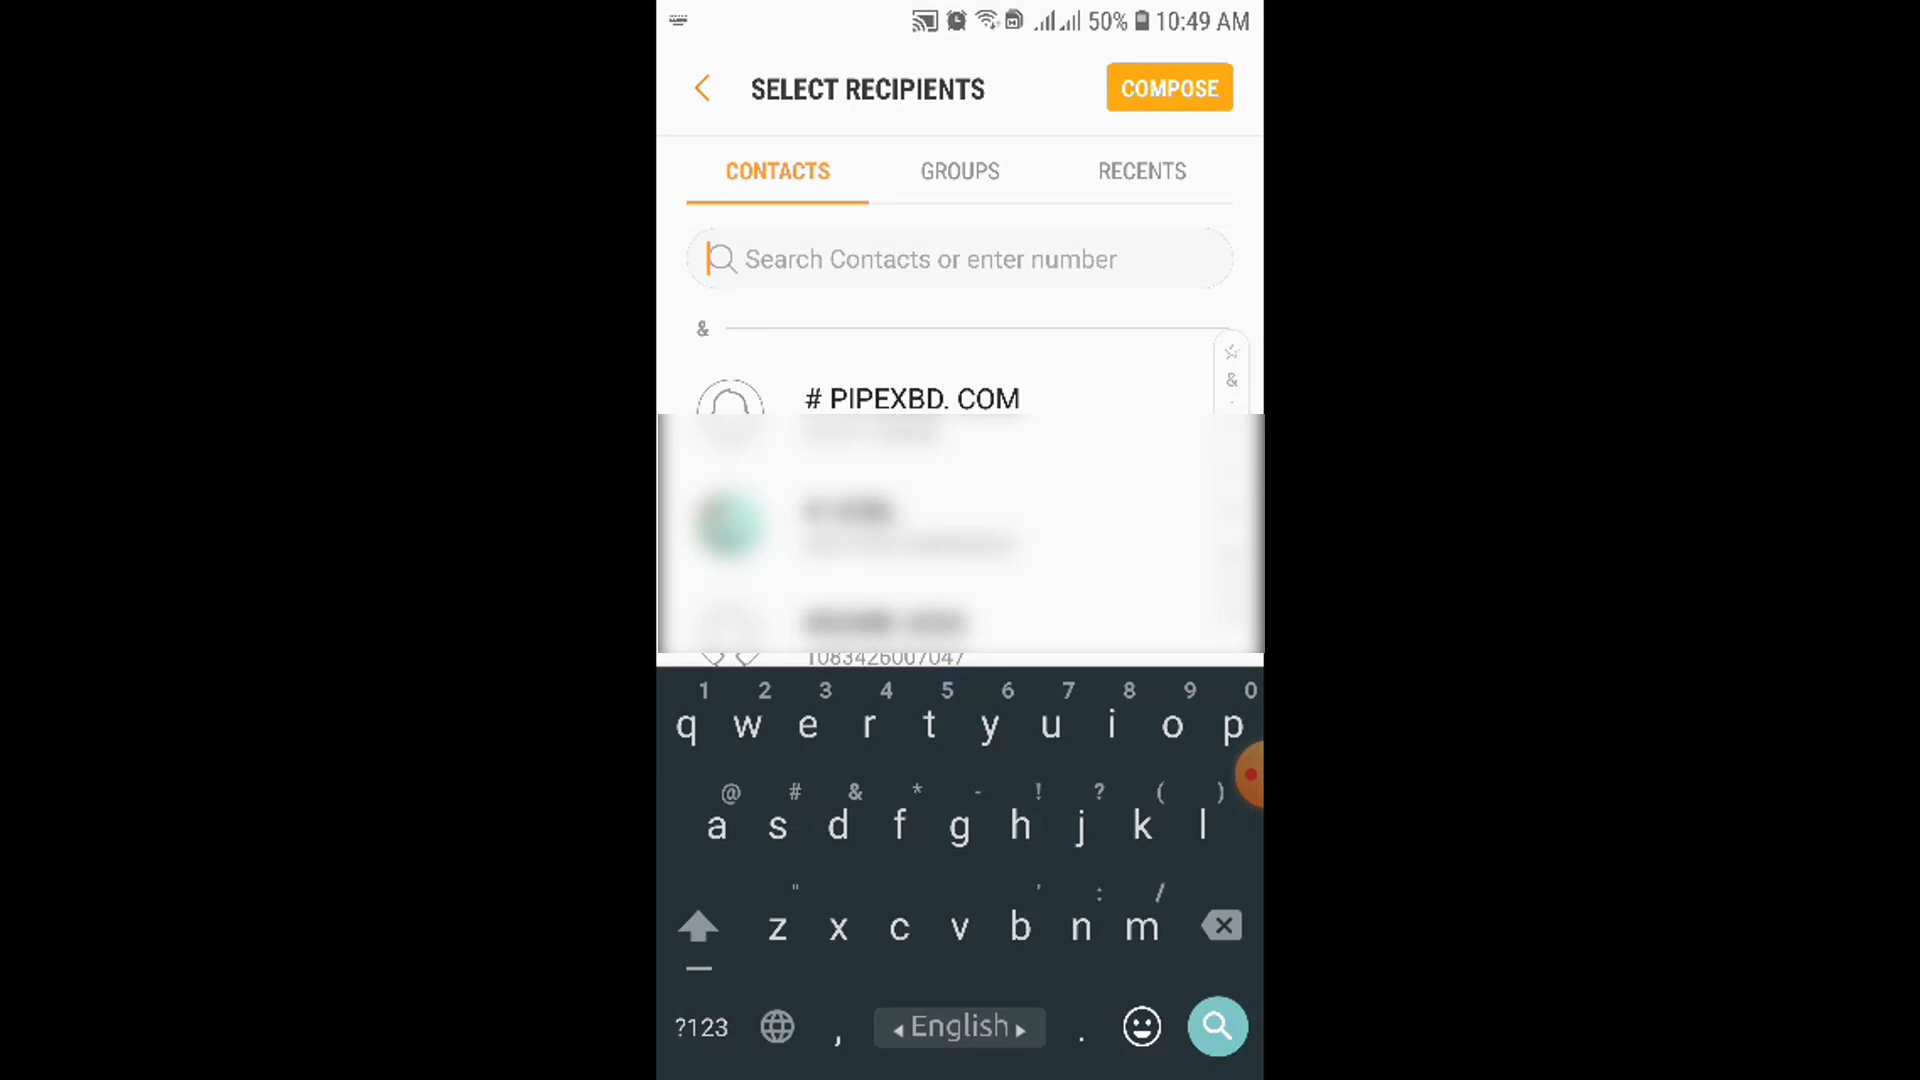 50% 10:49 AM
SELECT RECIPIENTS
COMPOSE
CONTACTS GROUPS RECENTS
Search Contacts or enter number
&
&
# PIPEXBD. COM
1083426007047
1 2 3 4 5 6 7 8 9 0
q w e r t y u i o p
@ # & * - ! ? ( )
a s d f g h j k l
" ' : /
z x c v b n m
?123 , English .